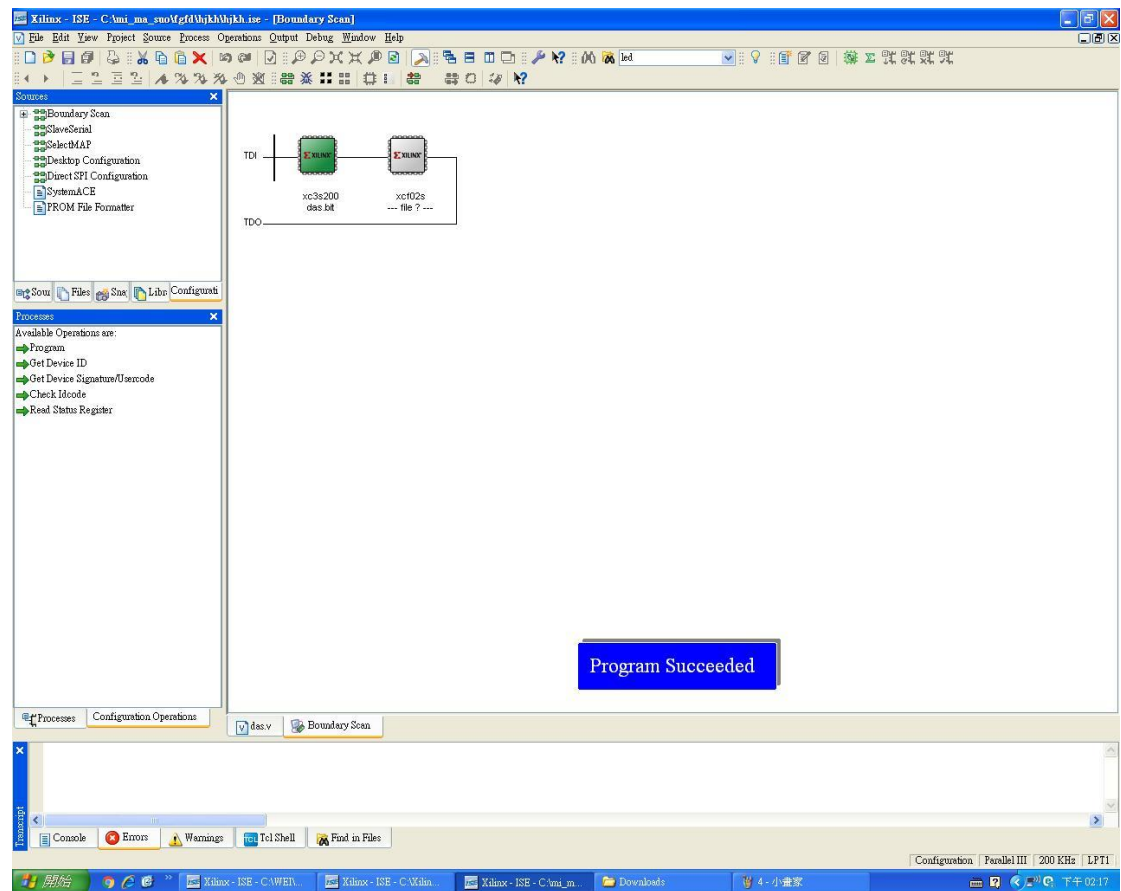 Xilinx - ISE - C:\mi_ma_suo\fgfd\hjkh\hjkh.ise - [Boundary Scan]
File Edit View Project Source Process Operations Output Debug Window Help
led
Sources
Boundary Scan
SlaveSerial
SelectMAP
Desktop Configuration
Direct SPI Configuration
SystemACE
PROM File Formatter
Sour Files Sna Libr Configurati
Processes
Available Operations are:
Program
Get Device ID
Get Device Signature/Usercode
Check Idcode
Read Status Register
Processes Configuration Operations
TDI
XILINX XILINX
xc3s200 xcf02s
das.bit --- file ? ---
TDO
Program Succeeded
das.v Boundary Scan
Transcript
Console Errors Warnings Tcl Shell Find in Files
Configuration Parallel III 200 KHz LPT1
開始 Xilinx - ISE - C:\WEI\... Xilinx - ISE - C:\Xilin... Xilinx - ISE - C:\mi_m... Downloads 4 - 小畫家 下午 02:17